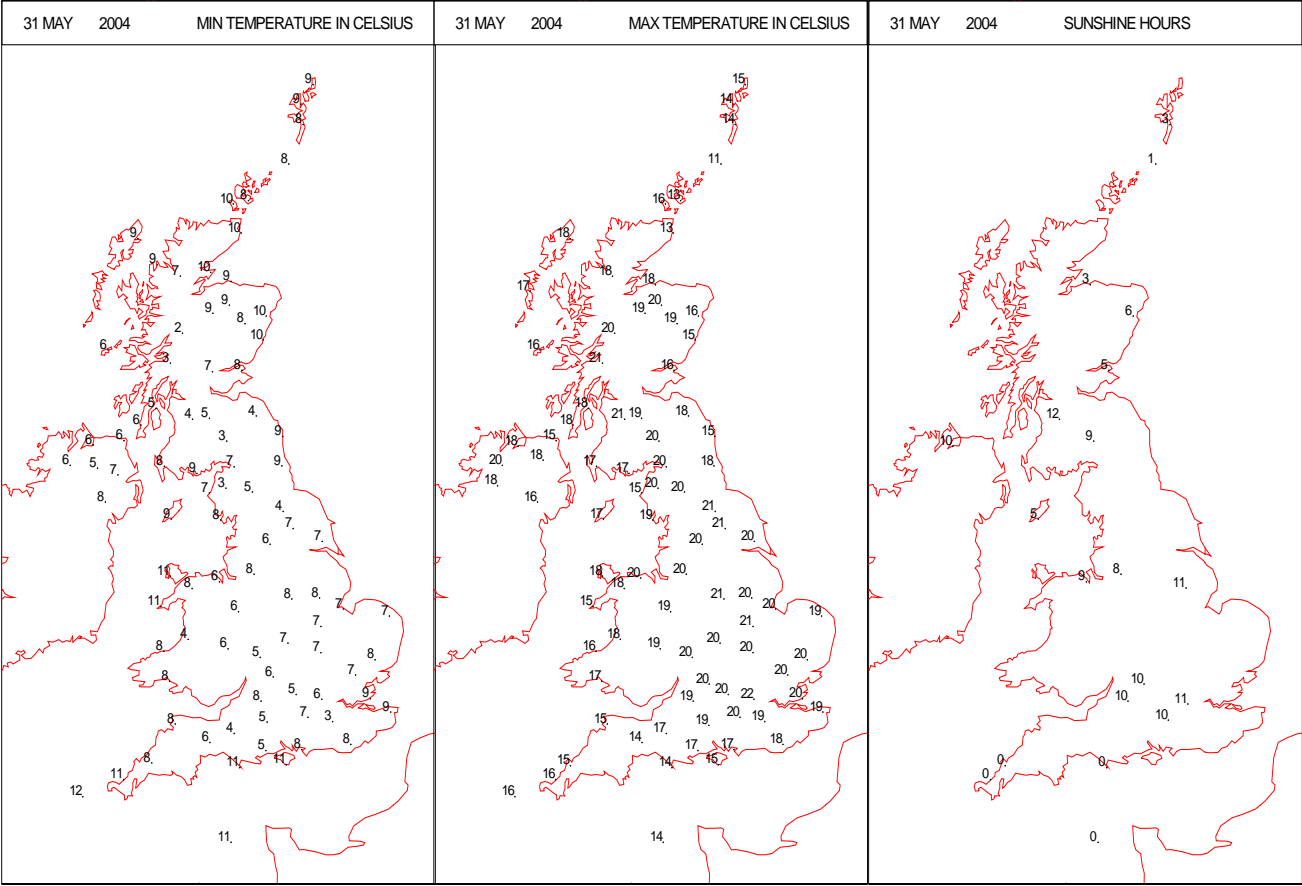 31 MAY 2004 MIN TEMPERATURE IN CELSIUS
31 MAY 2004 MAX TEMPERATURE IN CELSIUS
31 MAY 2004 SUNSHINE HOURS
9. 15.
9. 14.
8. 14. 3.
8. 11. 1.
10. 8. 16. 13.
10. 13.
9. 18.
9.
7. 10. 9. 18. 18. 3.
17.
9. 9. 8. 10. 19. 20. 19. 16. 6.
2. 10. 20. 15.
6. 16.
3. 7. 8. 21. 16. 5.
5. 18.
6. 4. 5. 4. 18. 21. 19. 18. 12.
6. 6. 3. 9. 18. 15. 20. 15. 10. 9.
6. 5. 7. 8. 9. 7. 9. 20. 18. 17. 17. 20. 18.
8. 7. 3. 5. 18. 16. 15. 20. 20.
9. 8. 4. 17. 19. 21. 5.
7. 21.
6. 7. 20. 20.
11. 8. 6. 8. 18. 18. 20. 20. 9. 8.
11. 6. 8. 8. 7. 7. 15. 19. 21. 20. 20. 19. 11.
7. 21.
4. 8. 6. 5. 7. 7. 8. 18. 16. 19. 20. 20. 20. 20.
8. 6. 7. 17. 20. 20. 10.
8. 5. 6. 9. 19. 20. 22. 20. 10. 11.
9. 19.
8. 5. 7. 3. 15. 19. 20. 19. 10.
6. 4. 14. 17.
5. 8. 8. 17. 17. 18.
8. 11. 11. 15. 14. 15. 0. 0.
11. 16. 0.
12. 16.
11. 14. 0.